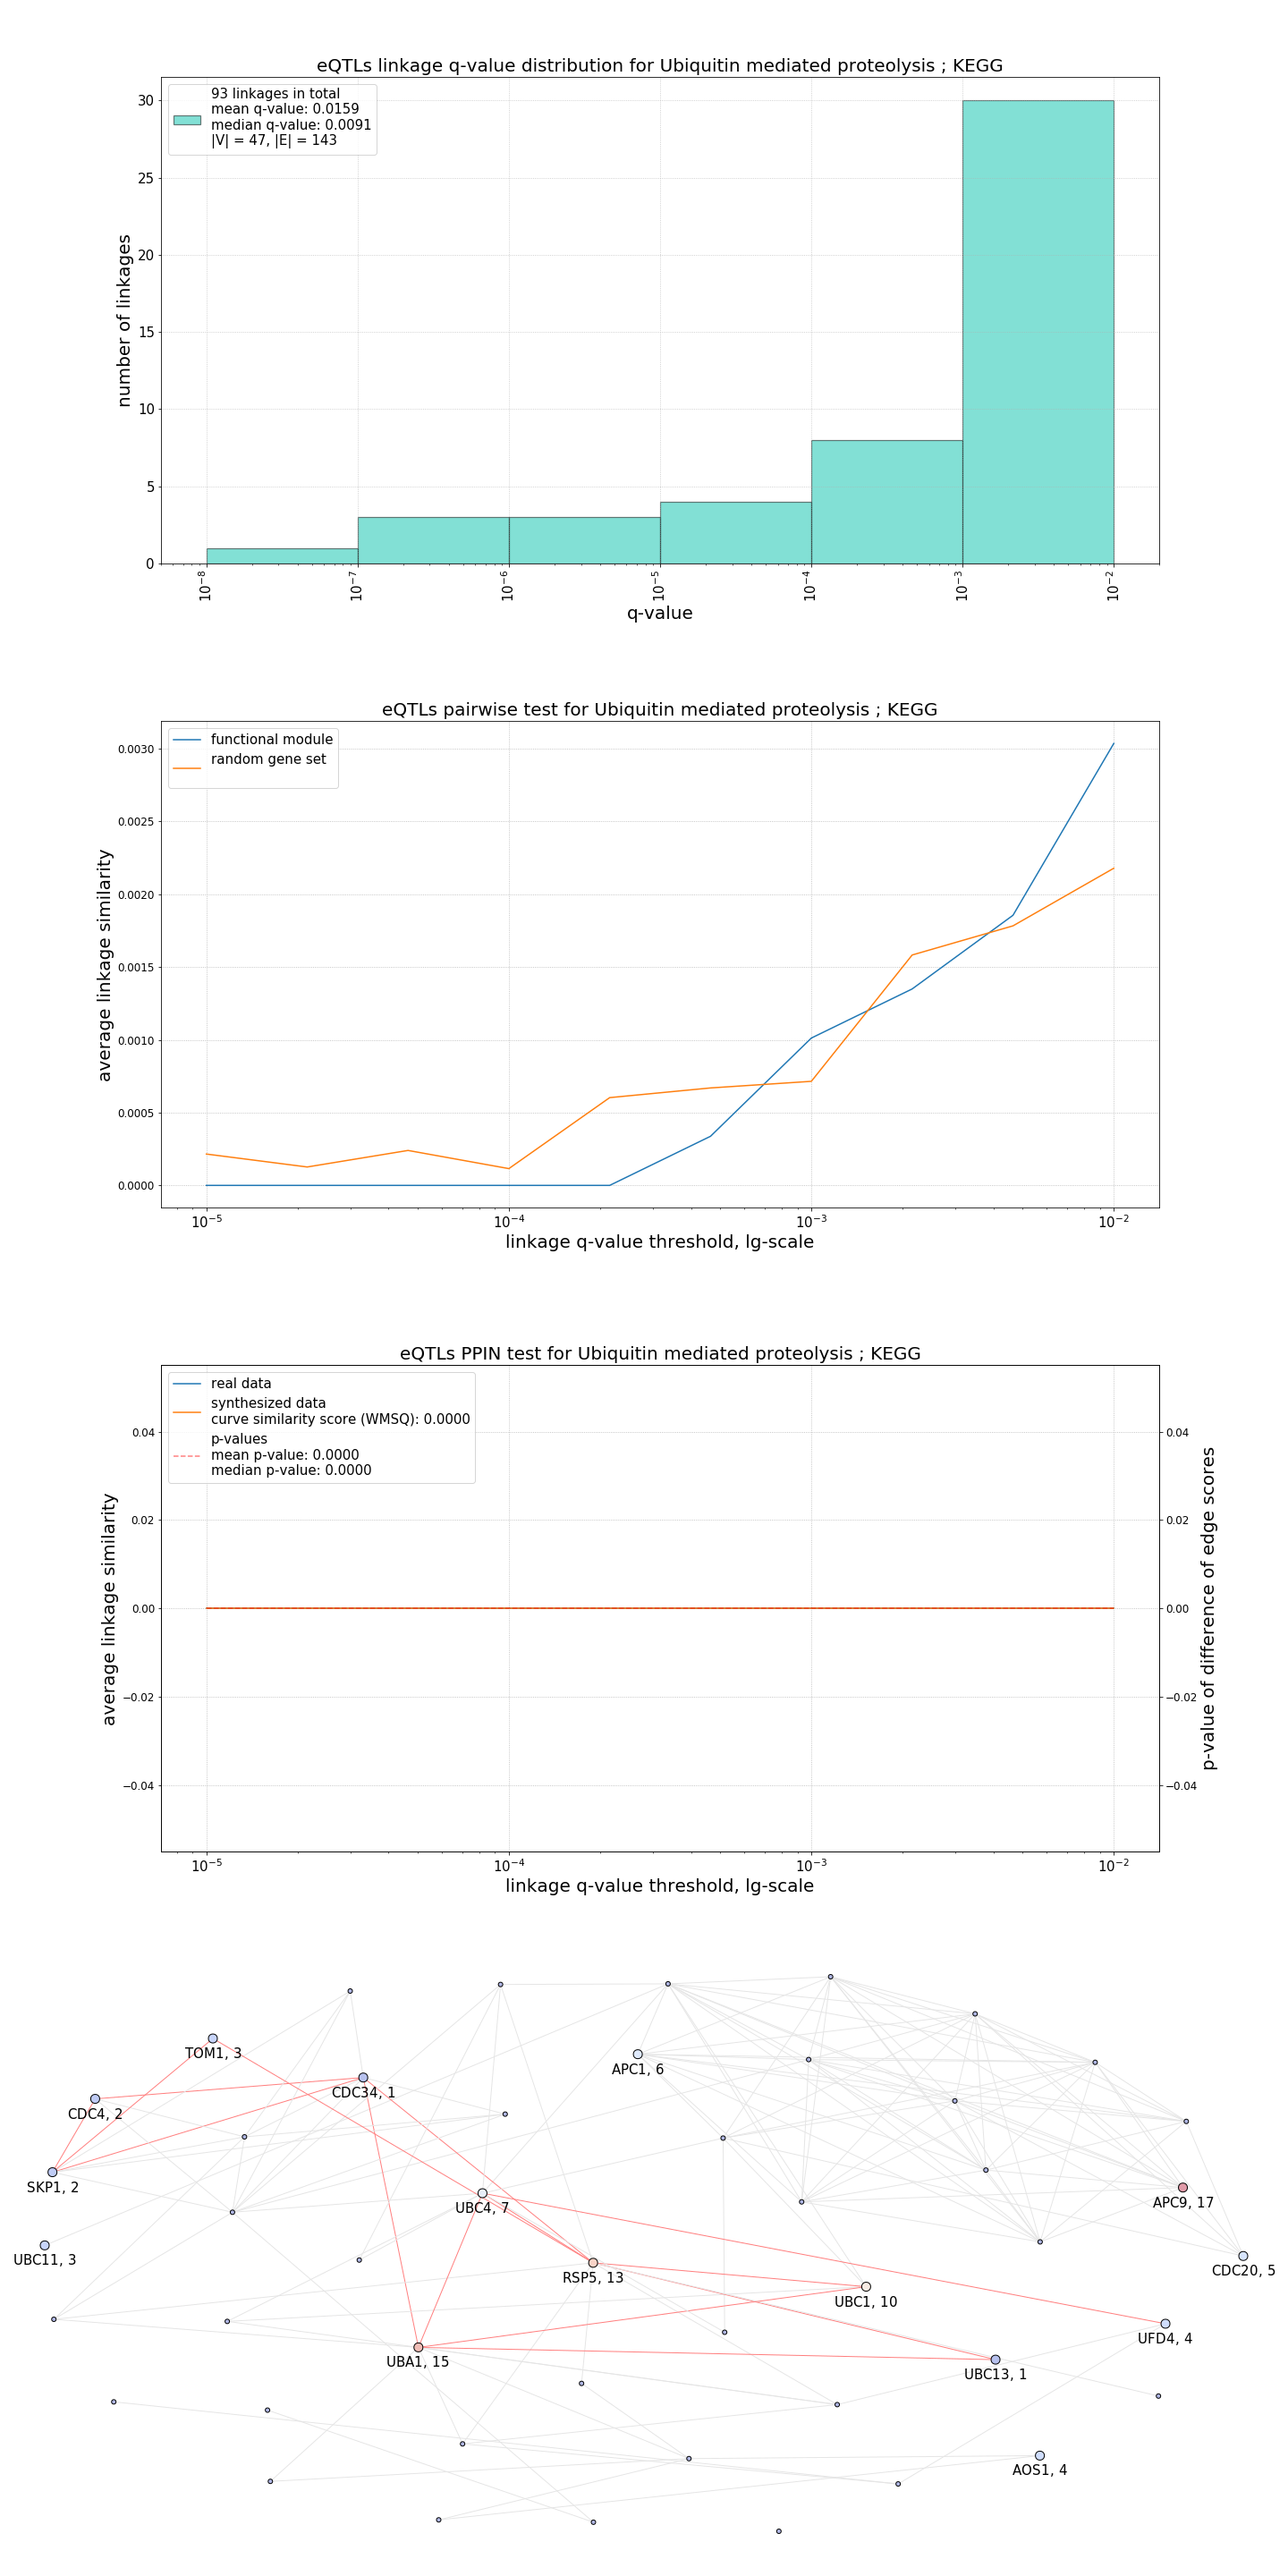 eQTLs linkage q-value distribution for Ubiquitin mediated proteolysis ; KEGG
93 linkages in total
mean q-value: 0.0159
median q-value: 0.0091
|V| = 47, |E| = 143
number of linkages
30
25
20
15
10
5
0
10⁻⁸
10⁻⁷
10⁻⁶
10⁻⁵
10⁻⁴
10⁻³
10⁻²
q-value
eQTLs pairwise test for Ubiquitin mediated proteolysis ; KEGG
functional module
random gene set
average linkage similarity
0.0030
0.0025
0.0020
0.0015
0.0010
0.0005
0.0000
10⁻⁵
10⁻⁴
10⁻³
10⁻²
linkage q-value threshold, lg-scale
eQTLs PPIN test for Ubiquitin mediated proteolysis ; KEGG
real data
synthesized data
curve similarity score (WMSQ): 0.0000
p-values
mean p-value: 0.0000
median p-value: 0.0000
average linkage similarity
0.04
0.02
0.00
−0.02
−0.04
0.04
0.02
0.00
−0.02
−0.04
p-value of difference of edge scores
10⁻⁵
10⁻⁴
10⁻³
10⁻²
linkage q-value threshold, lg-scale
TOM1, 3
APC1, 6
CDC34, 1
CDC4, 2
SKP1, 2
APC9, 17
UBC4, 7
UBC11, 3
CDC20, 5
RSP5, 13
UBC1, 10
UFD4, 4
UBA1, 15
UBC13, 1
AOS1, 4